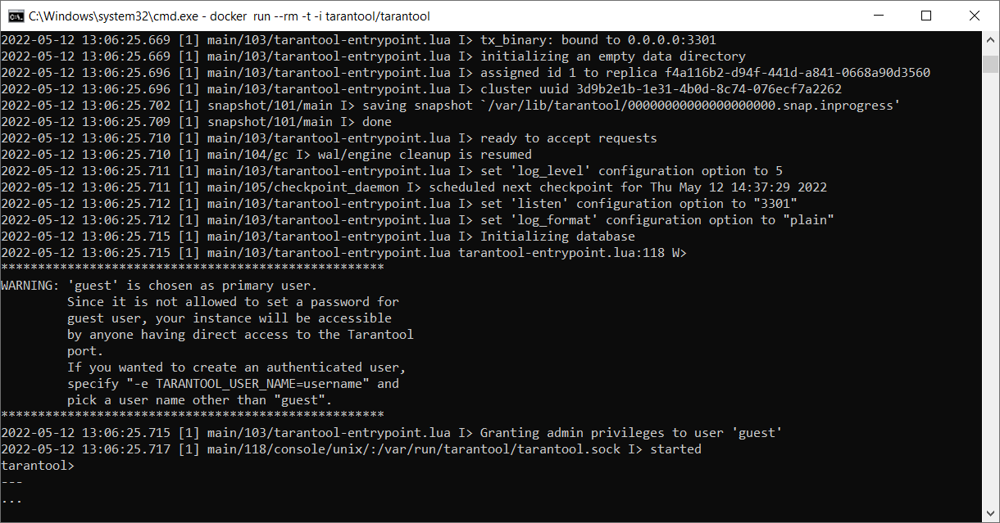 C:\Windows\system32\cmd.exe - docker  run --rm -t -i tarantool/tarantool
2022-05-12 13:06:25.669 [1] main/103/tarantool-entrypoint.lua I> tx_binary: bound to 0.0.0.0:3301
2022-05-12 13:06:25.669 [1] main/103/tarantool-entrypoint.lua I> initializing an empty data directory
2022-05-12 13:06:25.696 [1] main/103/tarantool-entrypoint.lua I> assigned id 1 to replica f4a116b2-d94f-441d-a841-0668a90d3560
2022-05-12 13:06:25.696 [1] main/103/tarantool-entrypoint.lua I> cluster uuid 3d9b2e1b-1e31-4b0d-8c74-076ecf7a2262
2022-05-12 13:06:25.702 [1] snapshot/101/main I> saving snapshot `/var/lib/tarantool/00000000000000000000.snap.inprogress'
2022-05-12 13:06:25.709 [1] snapshot/101/main I> done
2022-05-12 13:06:25.710 [1] main/103/tarantool-entrypoint.lua I> ready to accept requests
2022-05-12 13:06:25.710 [1] main/104/gc I> wal/engine cleanup is resumed
2022-05-12 13:06:25.711 [1] main/103/tarantool-entrypoint.lua I> set 'log_level' configuration option to 5
2022-05-12 13:06:25.711 [1] main/105/checkpoint_daemon I> scheduled next checkpoint for Thu May 12 14:37:29 2022
2022-05-12 13:06:25.712 [1] main/103/tarantool-entrypoint.lua I> set 'listen' configuration option to "3301"
2022-05-12 13:06:25.712 [1] main/103/tarantool-entrypoint.lua I> set 'log_format' configuration option to "plain"
2022-05-12 13:06:25.715 [1] main/103/tarantool-entrypoint.lua I> Initializing database
2022-05-12 13:06:25.715 [1] main/103/tarantool-entrypoint.lua tarantool-entrypoint.lua:118 W>
****************************************************
WARNING: 'guest' is chosen as primary user.
         Since it is not allowed to set a password for
         guest user, your instance will be accessible
         by anyone having direct access to the Tarantool
         port.
         If you wanted to create an authenticated user,
         specify "-e TARANTOOL_USER_NAME=username" and
         pick a user name other than "guest".
****************************************************
2022-05-12 13:06:25.715 [1] main/103/tarantool-entrypoint.lua I> Granting admin privileges to user 'guest'
2022-05-12 13:06:25.717 [1] main/118/console/unix/:/var/run/tarantool/tarantool.sock I> started
tarantool>
---
...